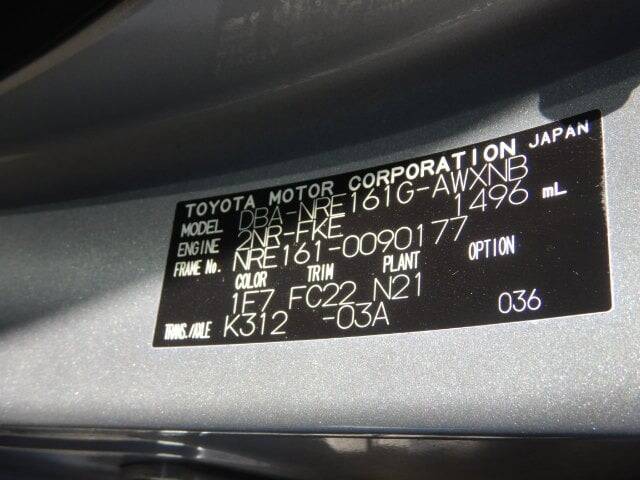 TOYOTA MOTOR CORPORATION JAPAN
MODEL DBA-NRE161G-AWXNB
ENGINE 2NR-FKE 1496 mL
FRAME No. NRE161-0090177
COLOR TRIM PLANT OPTION
1E7 FC22 N21
TRANS./AXLE K312 -03A 036